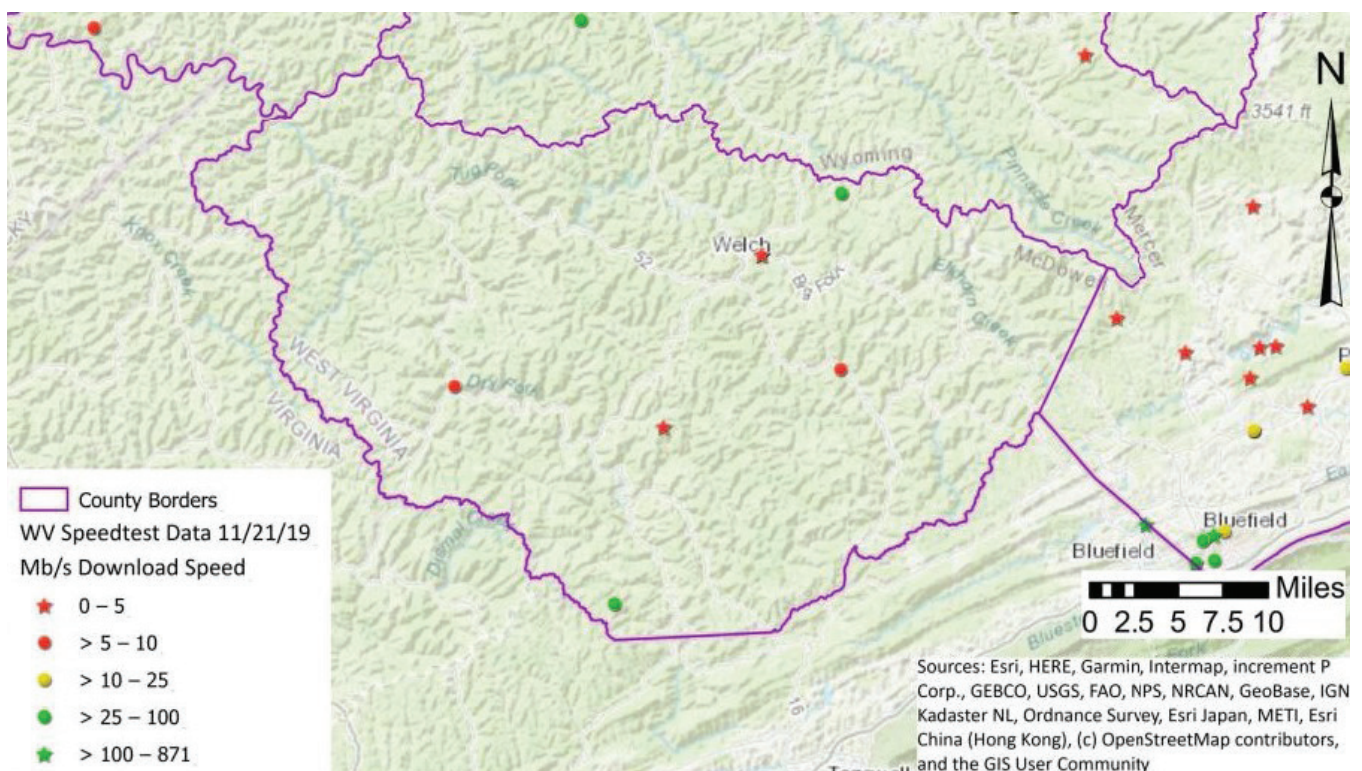 3541 ft
N
Wyoming
Tug Fork
Pinnacle Creek
Mercer
KY
Knox Creek
Welch
52
Big Fork
McDowell
Elkhorn Creek
WEST VIRGINIA
VIRGINIA
Dry Fork
P
Dismal Creek
Bluefield
Bluefield
County Borders
WV Speedtest Data 11/21/19
Mb/s Download Speed
0 – 5
> 5 – 10
> 10 – 25
> 25 – 100
> 100 – 871
Miles
0 2.5 5 7.5 10
16
Sources: Esri, HERE, Garmin, Intermap, increment P
Corp., GEBCO, USGS, FAO, NPS, NRCAN, GeoBase, IGN
Kadaster NL, Ordnance Survey, Esri Japan, METI, Esri
China (Hong Kong), (c) OpenStreetMap contributors,
and the GIS User Community